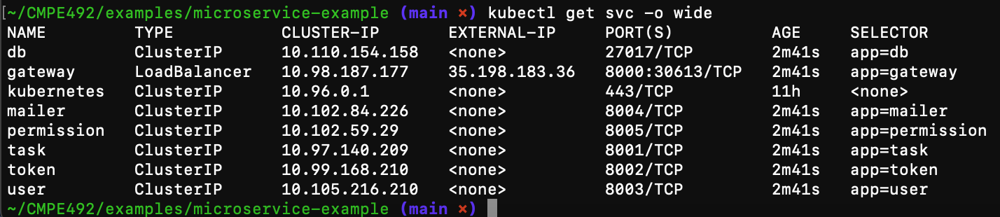 [~/CMPE492/examples/microservice-example (main ×) kubectl get svc -o wide
NAME TYPE CLUSTER-IP EXTERNAL-IP PORT(S) AGE SELECTOR
db ClusterIP 10.110.154.158 <none> 27017/TCP 2m41s app=db
gateway LoadBalancer 10.98.187.177 35.198.183.36 8000:30613/TCP 2m41s app=gateway
kubernetes ClusterIP 10.96.0.1 <none> 443/TCP 11h <none>
mailer ClusterIP 10.102.84.226 <none> 8004/TCP 2m41s app=mailer
permission ClusterIP 10.102.59.29 <none> 8005/TCP 2m41s app=permission
task ClusterIP 10.97.140.209 <none> 8001/TCP 2m41s app=task
token ClusterIP 10.99.168.210 <none> 8002/TCP 2m41s app=token
user ClusterIP 10.105.216.210 <none> 8003/TCP 2m41s app=user
~/CMPE492/examples/microservice-example (main ×)